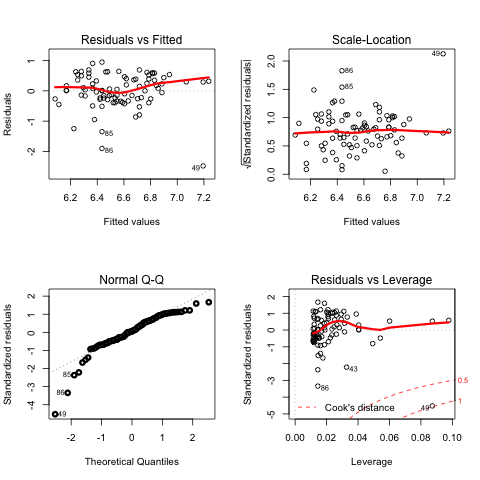 Residuals vs Fitted
Residuals
1
0
-1
-2
85
86
49
6.2 6.4 6.6 6.8 7.0 7.2
Fitted values
Scale-Location
√|Standardized residuals|
2.0
1.5
1.0
0.5
0.0
49
86
85
6.2 6.4 6.6 6.8 7.0 7.2
Fitted values
Normal Q-Q
Standardized residuals
2
1
0
-1
-2
-3
-4
85
86
49
-2 -1 0 1 2
Theoretical Quantiles
Residuals vs Leverage
Standardized residuals
2
1
0
-1
-3
-5
43
86
49
0.5
1
Cook's distance
0.00 0.02 0.04 0.06 0.08 0.10
Leverage